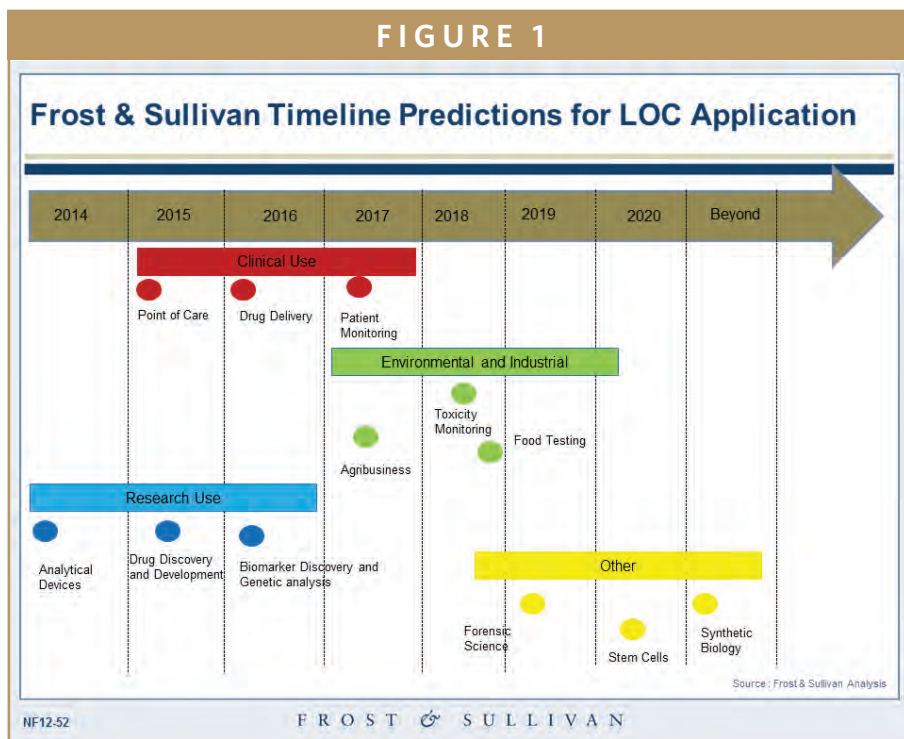 FIGURE 1
Frost & Sullivan Timeline Predictions for LOC Application
2014 2015 2016 2017 2018 2019 2020 Beyond
Clinical Use
Point of Care Drug Delivery Patient
Monitoring
Environmental and Industrial
Toxicity
Monitoring
Food Testing
Agribusiness
Research Use
Analytical
Devices
Drug Discovery
and Development
Biomarker Discovery and
Genetic analysis
Other
Forensic
Science
Stem Cells
Synthetic
Biology
Source : Frost & Sullivan Analysis
NF12-52
FROST & SULLIVAN